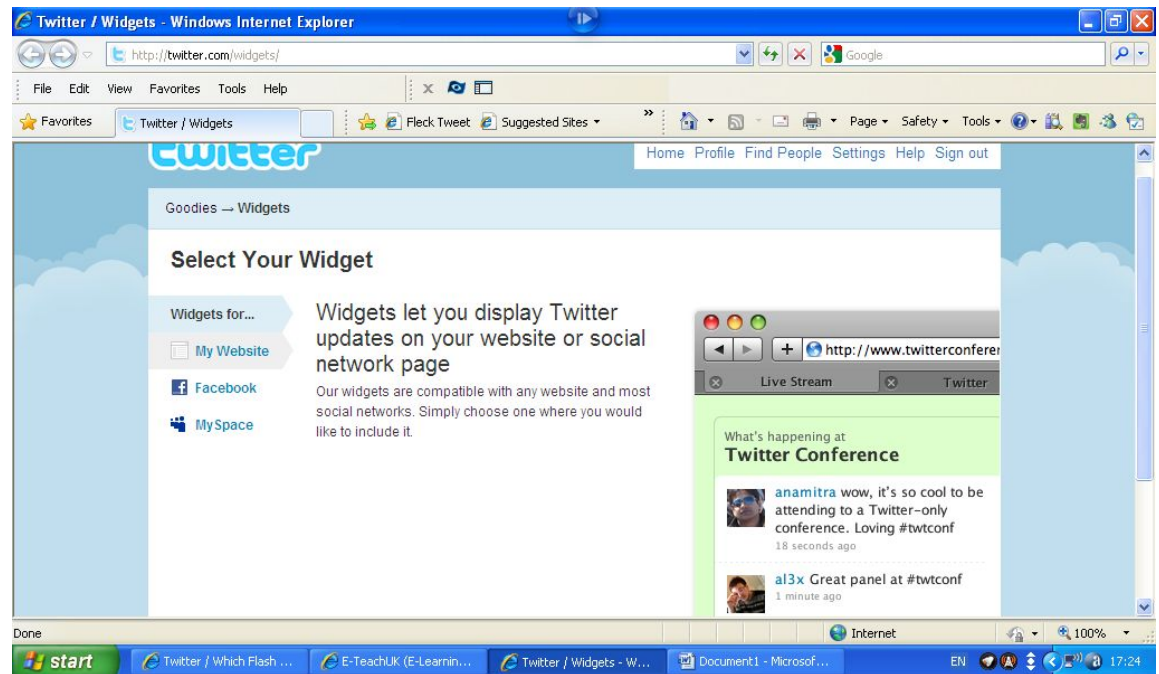 Twitter / Widgets - Windows Internet Explorer
http://twitter.com/widgets/
Google
File Edit View Favorites Tools Help
Favorites
Twitter / Widgets
Fleck Tweet
Suggested Sites
»
Page Safety Tools
twitter
Home Profile Find People Settings Help Sign out
Goodies → Widgets
Select Your Widget
Widgets for...
My Website
Facebook
MySpace
Widgets let you display Twitter
updates on your website or social
network page
Our widgets are compatible with any website and most
social networks. Simply choose one where you would
like to include it.
http://www.twitterconferen
Live Stream
Twitter
What's happening at
Twitter Conference
anamitra wow, it's so cool to be
attending to a Twitter-only
conference. Loving #twtconf
18 seconds ago
al3x Great panel at #twtconf
1 minute ago
Done
Internet
100%
start
Twitter / Which Flash ...
E-TeachUK (E-Learnin...
Twitter / Widgets - W...
Document1 - Microsof...
EN
17:24